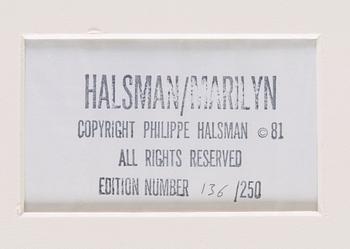 HALSMAN/MARILYN
COPYRIGHT PHILIPPE HALSMAN © 81
ALL RIGHTS RESERVED
EDITION NUMBER 136/250